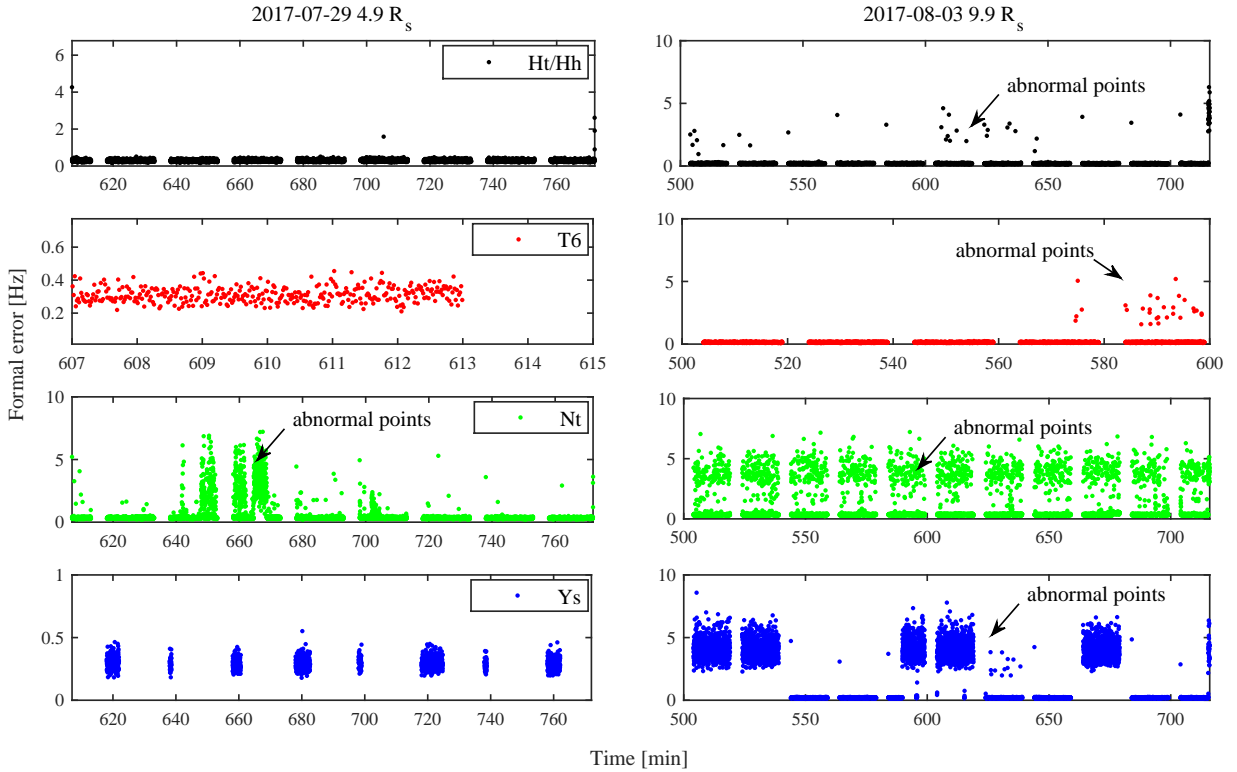 2017-07-29 4.9 R_s
2017-08-03 9.9 R_s
Formal error [Hz]
6
4
2
0
Ht/Hh
620 640 660 680 700 720 740 760
10
5
0
abnormal points
500 550 600 650 700
0.6
0.4
0.2
T6
607 608 609 610 611 612 613 614 615
10
5
0
abnormal points
500 520 540 560 580 600
10
5
0
abnormal points
Nt
620 640 660 680 700 720 740 760
10
5
0
abnormal points
500 550 600 650 700
1
0.5
0
Ys
620 640 660 680 700 720 740 760
10
5
0
abnormal points
500 550 600 650 700
Time [min]